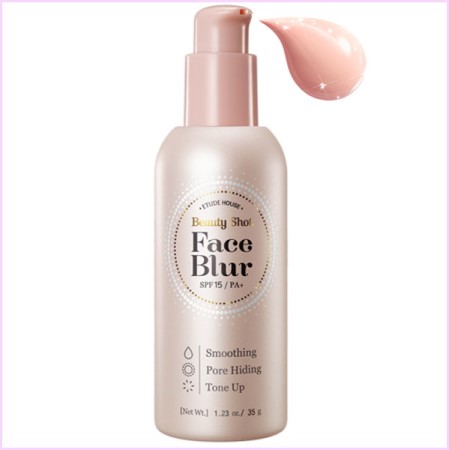 • ETUDE HOUSE •
Beauty Shot
Face
Blur
SPF15 / PA+
Smoothing
Pore Hiding
Tone Up
[Net Wt.] 1.23 oz./ 35 g